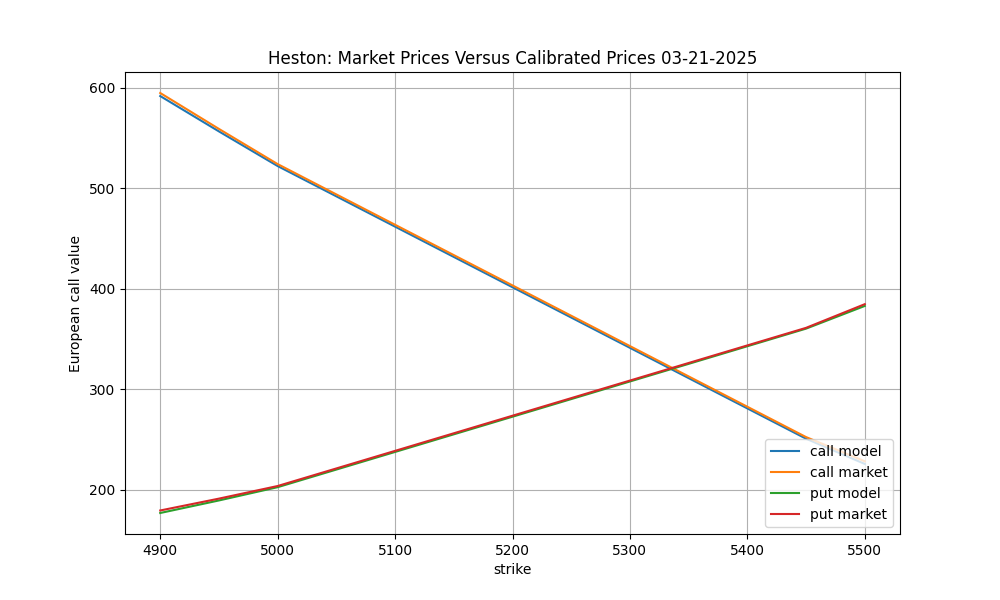 Heston: Market Prices Versus Calibrated Prices 03-21-2025
600
500
400
300
200
European call value
4900 5000 5100 5200 5300 5400 5500
strike
call model
call market
put model
put market